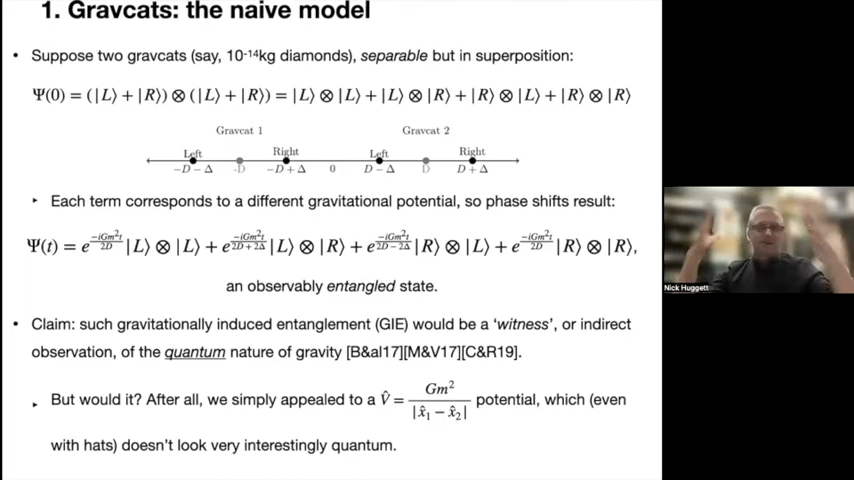 1. Gravcats: the naive model
• Suppose two gravcats (say, 10⁻¹⁴kg diamonds), separable but in superposition:
Ψ(0) = (|L⟩ + |R⟩) ⊗ (|L⟩ + |R⟩) = |L⟩ ⊗ |L⟩ + |L⟩ ⊗ |R⟩ + |R⟩ ⊗ |L⟩ + |R⟩ ⊗ |R⟩
Gravcat 1 Gravcat 2
Left Right Left Right
−D − Δ -D −D + Δ 0 D − Δ D D + Δ
‣ Each term corresponds to a different gravitational potential, so phase shifts result:
Ψ(t) = e^{\frac{-iGm²t}{2D}}|L⟩ ⊗ |L⟩ + e^{\frac{-iGm²t}{2D+2Δ}}|L⟩ ⊗ |R⟩ + e^{\frac{-iGm²t}{2D-2Δ}}|R⟩ ⊗ |L⟩ + e^{\frac{-iGm²t}{2D}}|R⟩ ⊗ |R⟩,
an observably entangled state.
• Claim: such gravitationally induced entanglement (GIE) would be a ‘witness’, or indirect
observation, of the quantum nature of gravity [B&al17][M&V17][C&R19].
‣ But would it? After all, we simply appealed to a V̂ = \frac{Gm²}{|x̂₁ − x̂₂|} potential, which (even
with hats) doesn’t look very interestingly quantum.
Nick Huggett